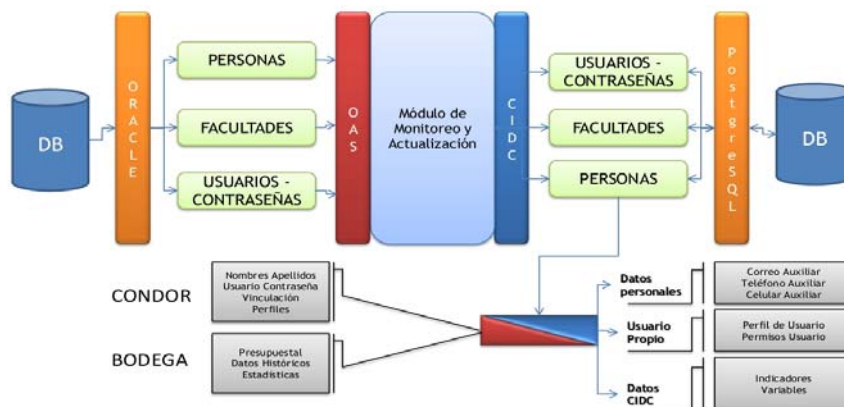 DB
ORACLE
PERSONAS
FACULTADES
USUARIOS -
CONTRASEÑAS
OAS
Módulo de
Monitoreo y
Actualización
CIDC
USUARIOS -
CONTRASEÑAS
FACULTADES
PERSONAS
PostgreSQL
DB
CONDOR
Nombres Apellidos
Usuario Contraseña
Vinculación
Perfiles
BODEGA
Presupuestal
Datos Históricos
Estadísticas
Datos
personales
Correo Auxiliar
Teléfono Auxiliar
Celular Auxiliar
Usuario
Propio
Perfil de Usuario
Permisos Usuario
Datos
CIDC
Indicadores
Variables